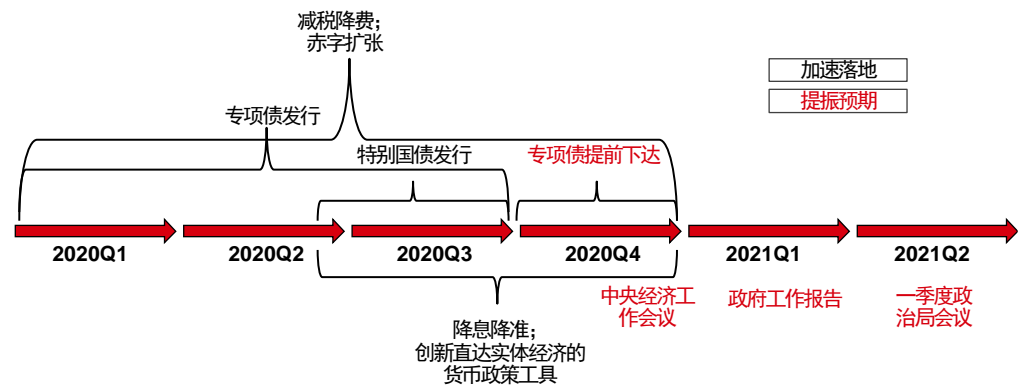 减税降费；
赤字扩张
加速落地
提振预期
专项债发行
特别国债发行
专项债提前下达
2020Q1
2020Q2
2020Q3
2020Q4
2021Q1
2021Q2
中央经济工
作会议
政府工作报告
一季度政
治局会议
降息降准；
创新直达实体经济的
货币政策工具